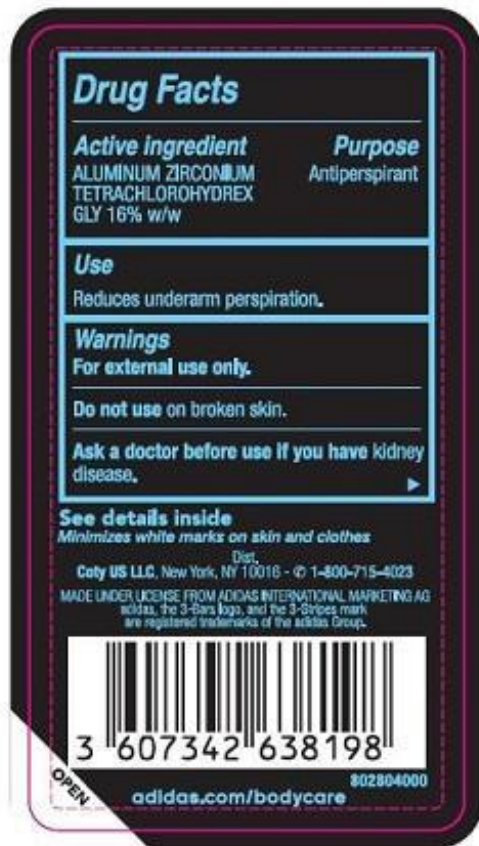 Drug Facts
Active ingredient Purpose
ALUMINUM ZIRCONIUM Antiperspirant
TETRACHLOROHYDREX
GLY 16% w/w
Use
Reduces underarm perspiration.
Warnings
For external use only.
Do not use on broken skin.
Ask a doctor before use if you have kidney
disease.
See details inside
Minimizes white marks on skin and clothes
Dist.
Coty US LLC, New York, NY 10016 - ✆ 1-800-715-4023
MADE UNDER LICENSE FROM ADIDAS INTERNATIONAL MARKETING AG
adidas, the 3-Bars logo, and the 3-Stripes mark
are registered trademarks of the adidas Group.
3 607342 638198
802804000
OPEN
adidas.com/bodycare